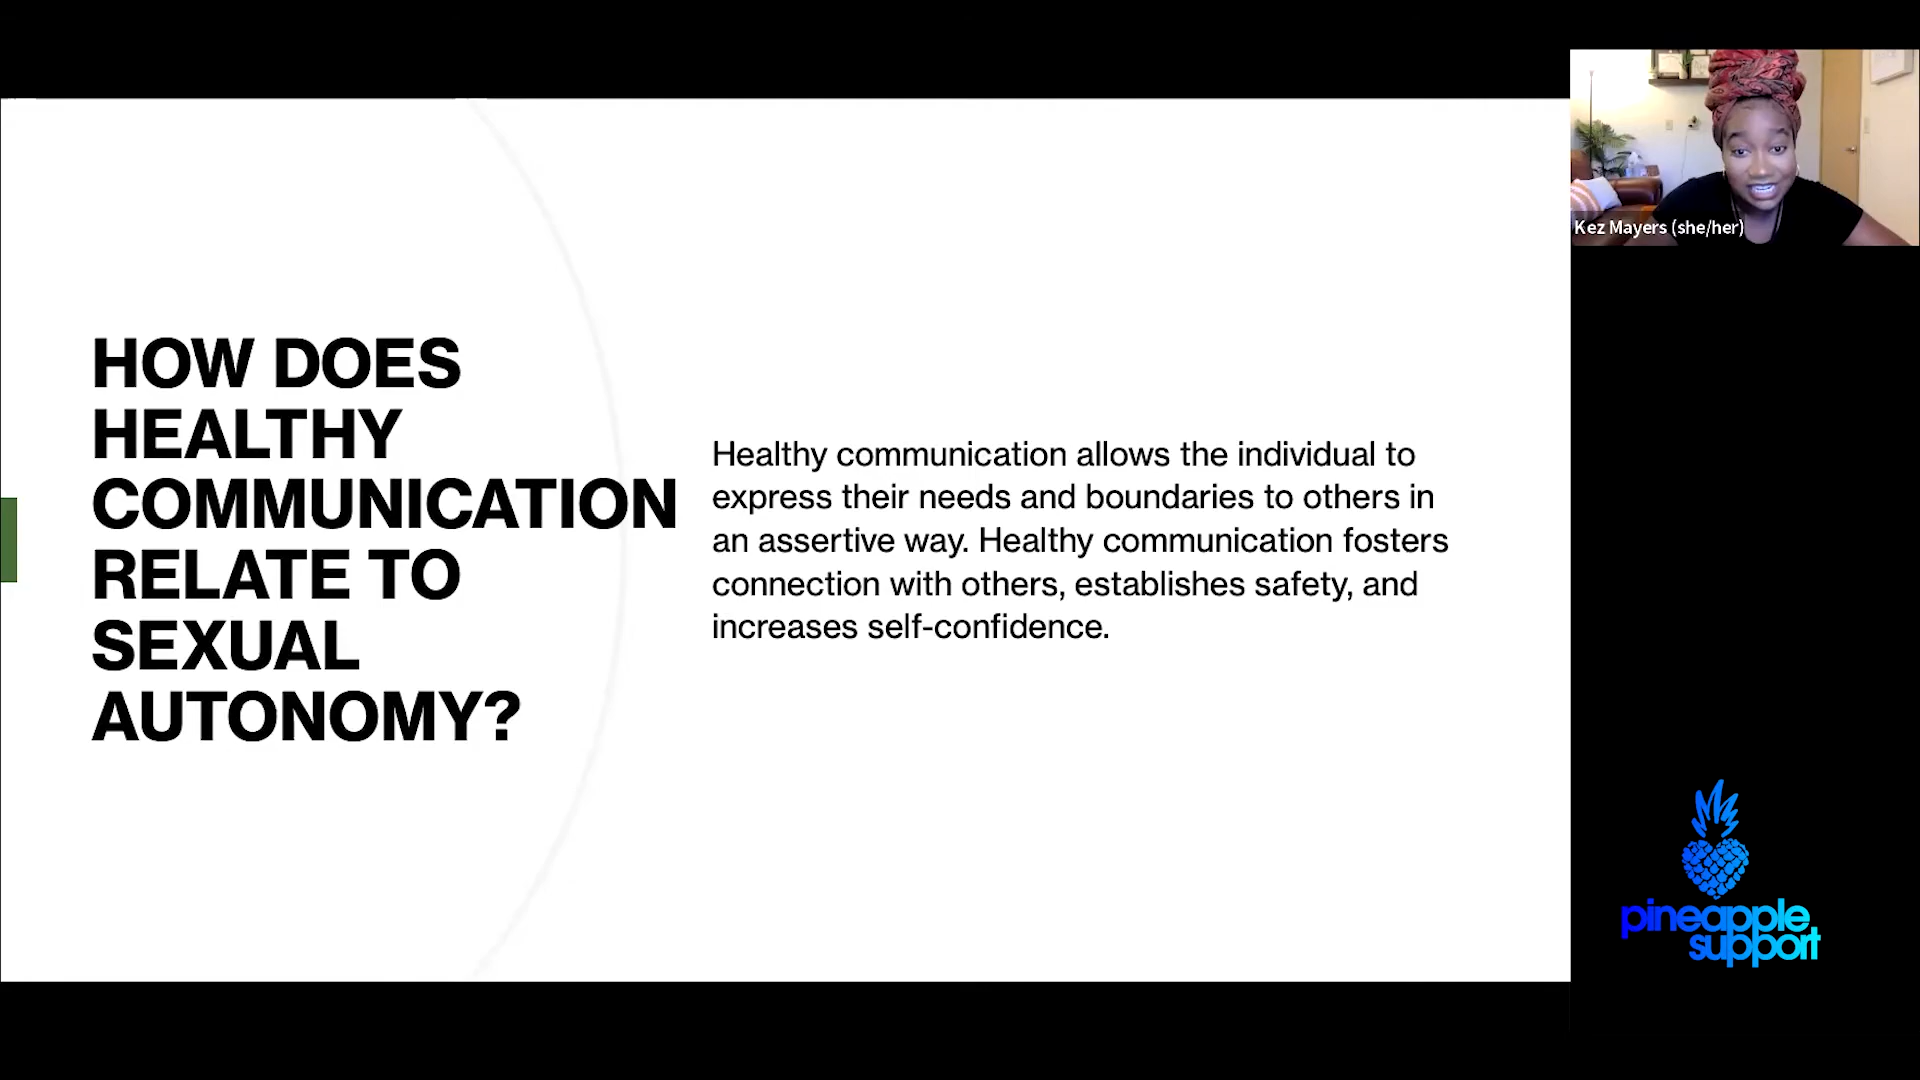 HOW DOES
HEALTHY
COMMUNICATION
RELATE TO
SEXUAL
AUTONOMY?
Healthy communication allows the individual to
express their needs and boundaries to others in
an assertive way. Healthy communication fosters
connection with others, establishes safety, and
increases self-confidence.
Kez Mayers (she/her)
pineapple
support